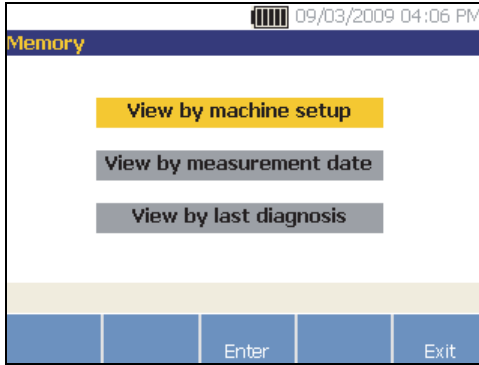 09/03/2009 04:06 PM
Memory
View by machine setup
View by measurement date
View by last diagnosis
Enter Exit